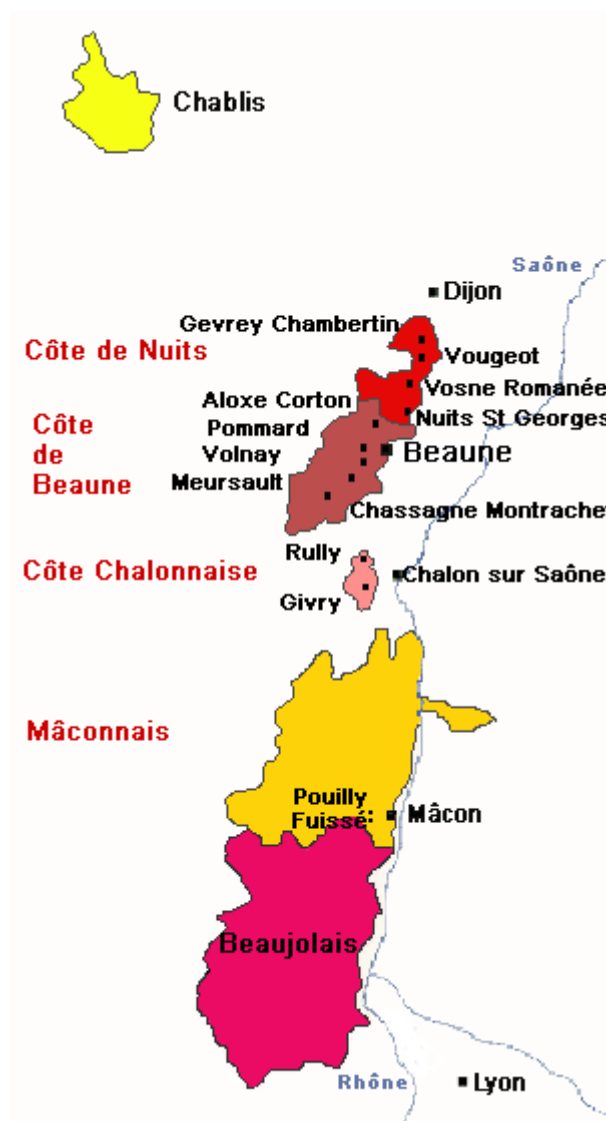 Chablis
Saône
Dijon
Gevrey Chambertin
Côte de Nuits
Vougeot
Vosne Romanée
Aloxe Corton
Nuits St Georges
Côte
de
Beaune
Pommard
Volnay
Beaune
Meursault
Chassagne Montrache
Rully
Côte Chalonnaise
Chalon sur Saône
Givry
Mâconnais
Pouilly
Fuissé
Mâcon
Beaujolais
Rhône
Lyon